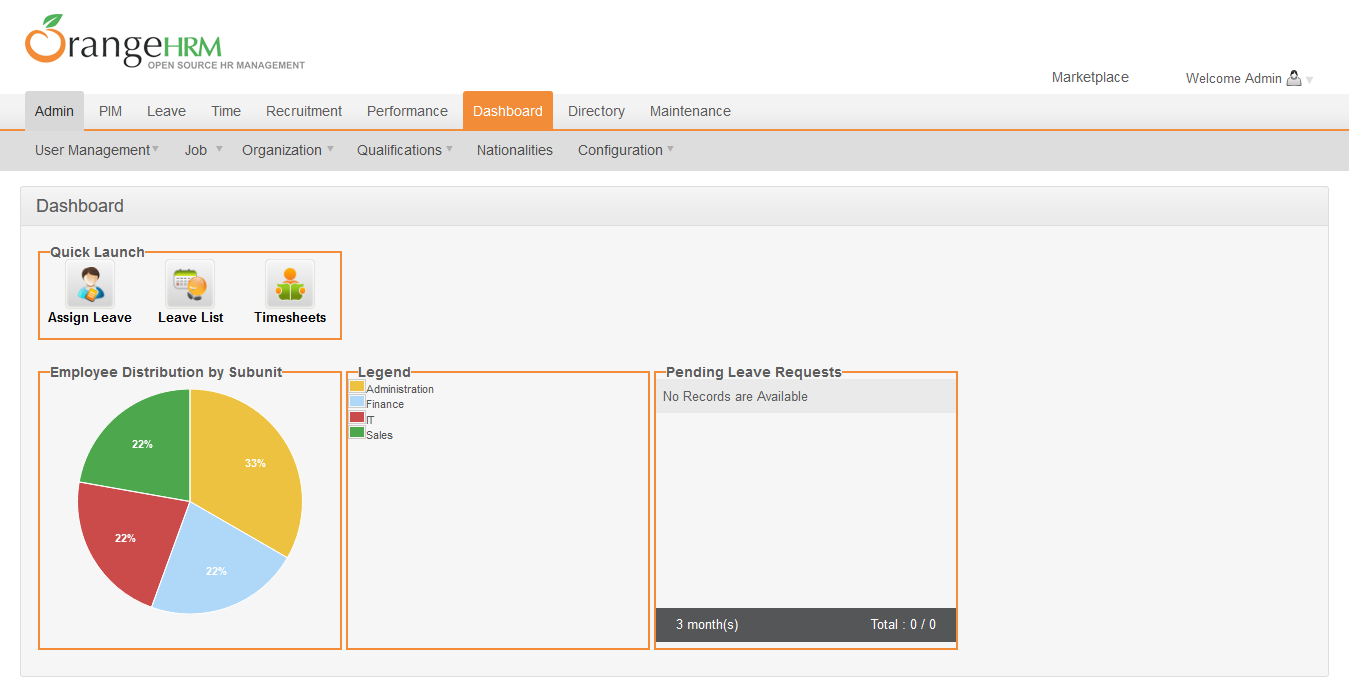 OrangeHRM
OPEN SOURCE HR MANAGEMENT
Marketplace Welcome Admin
Admin PIM Leave Time Recruitment Performance Dashboard Directory Maintenance
User Management Job Organization Qualifications Nationalities Configuration
Dashboard
Quick Launch
Assign Leave Leave List Timesheets
Employee Distribution by Subunit
22%
33%
22%
22%
Legend
Administration
Finance
IT
Sales
Pending Leave Requests
No Records are Available
3 month(s) Total : 0 / 0